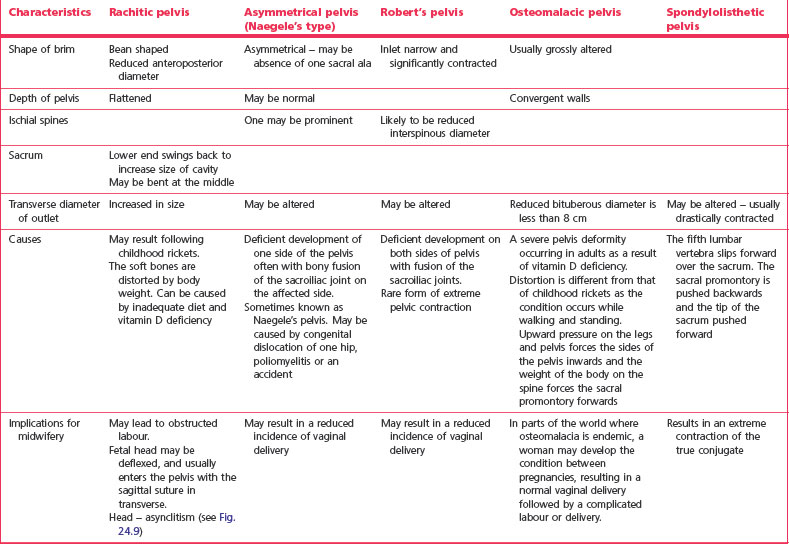 Characteristics
Rachitic pelvis
Asymmetrical pelvis
(Naegele's type)
Robert's pelvis
Osteomalacic pelvis
Spondylolisthetic
pelvis
Shape of brim
Bean shaped
Reduced anteroposterior
diameter
Asymmetrical – may be
absence of one sacral ala
Inlet narrow and
significantly contracted
Usually grossly altered
Depth of pelvis
Flattened
May be normal
Convergent walls
Ischial spines
One may be prominent
Likely to be reduced
interspinous diameter
Sacrum
Lower end swings back to
increase size of cavity
May be bent at the middle
Transverse diameter
of outlet
Increased in size
May be altered
May be altered
Reduced bituberous diameter is
less than 8 cm
May be altered – usually
drastically contracted
Causes
May result following
childhood rickets.
The soft bones are
distorted by body
weight. Can be caused
by inadequate diet and
vitamin D deficiency
Deficient development of
one side of the pelvis
often with bony fusion
of the sacroiliac joint on
the affected side.
Sometimes known as
Naegele's pelvis. May be
caused by congenital
dislocation of one hip,
poliomyelitis or an
accident
Deficient development on
both sides of pelvis
with fusion of the
sacroiliac joints.
Rare form of extreme
pelvic contraction
A severe pelvis deformity
occurring in adults as a result
of vitamin D deficiency.
Distortion is different from that
of childhood rickets as the
condition occurs while
walking and standing.
Upward pressure on the legs
and pelvis forces the sides of
the pelvis inwards and the
weight of the body on the
spine forces the sacral
promontory forwards
The fifth lumbar
vertebra slips forward
over the sacrum. The
sacral promontory is
pushed backwards
and the tip of the
sacrum pushed
forward
Implications for
midwifery
May lead to obstructed
labour.
Fetal head may be
deflexed, and usually
enters the pelvis with the
sagittal suture in
transverse.
Head – asynclitism (see Fig.
24.9)
May result in a reduced
incidence of vaginal
delivery
May result in a reduced
incidence of vaginal
delivery
In parts of the world where
osteomalacia is endemic, a
woman may develop the
condition between
pregnancies, resulting in a
normal vaginal delivery
followed by a complicated
labour or delivery.
Results in an extreme
contraction of the
true conjugate